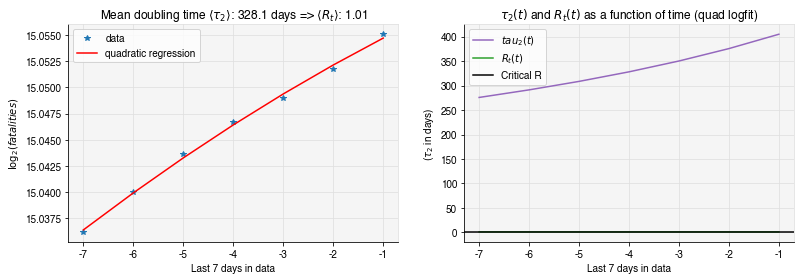 Mean doubling time ⟨τ₂⟩: 328.1 days => ⟨Rₜ⟩: 1.01
data
quadratic regression
log₂(fatalities)
15.0550
15.0525
15.0500
15.0475
15.0450
15.0425
15.0400
15.0375
-7 -6 -5 -4 -3 -2 -1
Last 7 days in data
τ₂(t) and Rₜ(t) as a function of time (quad logfit)
tau₂(t)
Rₜ(t)
Critical R
(τ₂ in days)
400
350
300
250
200
150
100
50
0
-7 -6 -5 -4 -3 -2 -1
Last 7 days in data